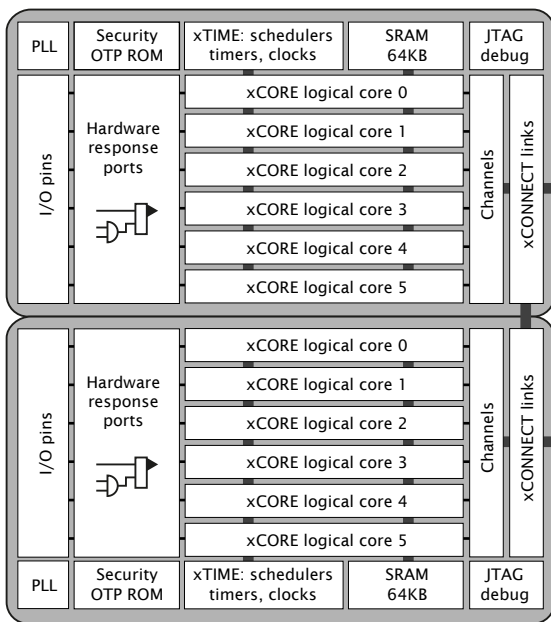 PLL
Security
OTP ROM
xTIME: schedulers
timers, clocks
SRAM
64KB
JTAG
debug
I/O pins
Hardware
response
ports
xCORE logical core 0
xCORE logical core 1
xCORE logical core 2
xCORE logical core 3
xCORE logical core 4
xCORE logical core 5
Channels
xCONNECT links
I/O pins
Hardware
response
ports
xCORE logical core 0
xCORE logical core 1
xCORE logical core 2
xCORE logical core 3
xCORE logical core 4
xCORE logical core 5
Channels
xCONNECT links
PLL
Security
OTP ROM
xTIME: schedulers
timers, clocks
SRAM
64KB
JTAG
debug